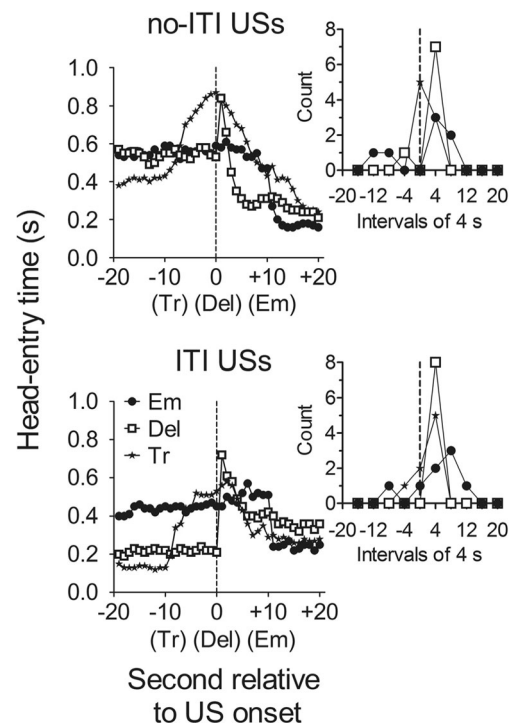 no-ITI USs
1.0
0.8
0.6
0.4
0.2
0.0
-20 -10 0 +10 +20
(Tr) (Del) (Em)
8
6
4
2
0
Count
-20 -12 -4 4 12 20
Intervals of 4 s
Head-entry time (s)
ITI USs
1.0
0.8
0.6
0.4
0.2
0.0
Em
Del
Tr
-20 -10 0 +10 +20
(Tr) (Del) (Em)
8
6
4
2
0
Count
-20 -12 -4 4 12 20
Intervals of 4 s
Second relative
to US onset